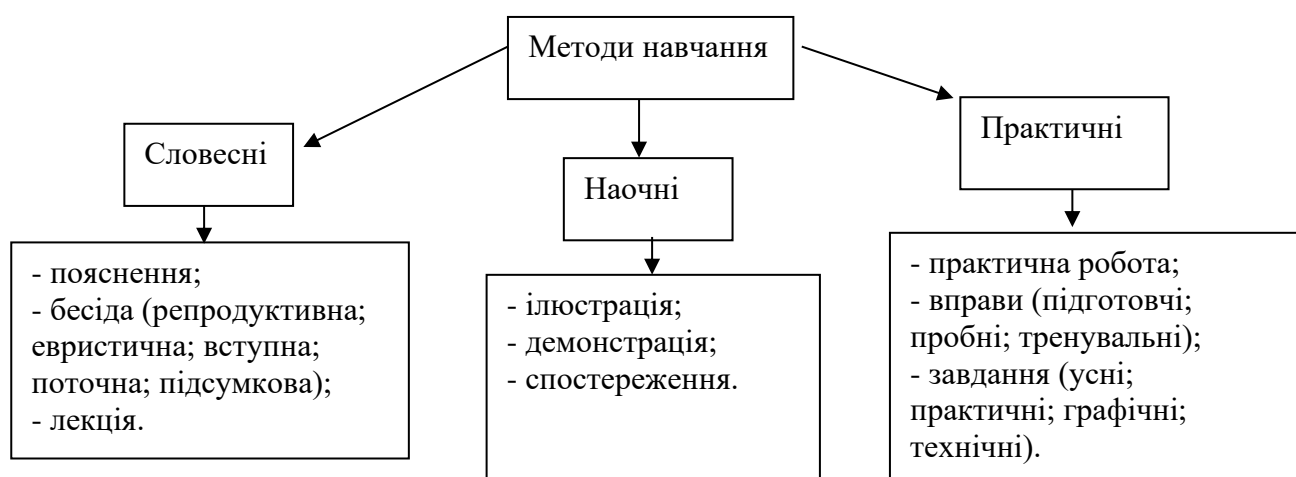 Методи навчання
Словесні
Наочні
Практичні
- пояснення;
- бесіда (репродуктивна;
евристична; вступна;
поточна; підсумкова);
- лекція.
- ілюстрація;
- демонстрація;
- спостереження.
- практична робота;
- вправи (підготовчі;
пробні; тренувальні);
- завдання (усні;
практичні; графічні;
технічні).